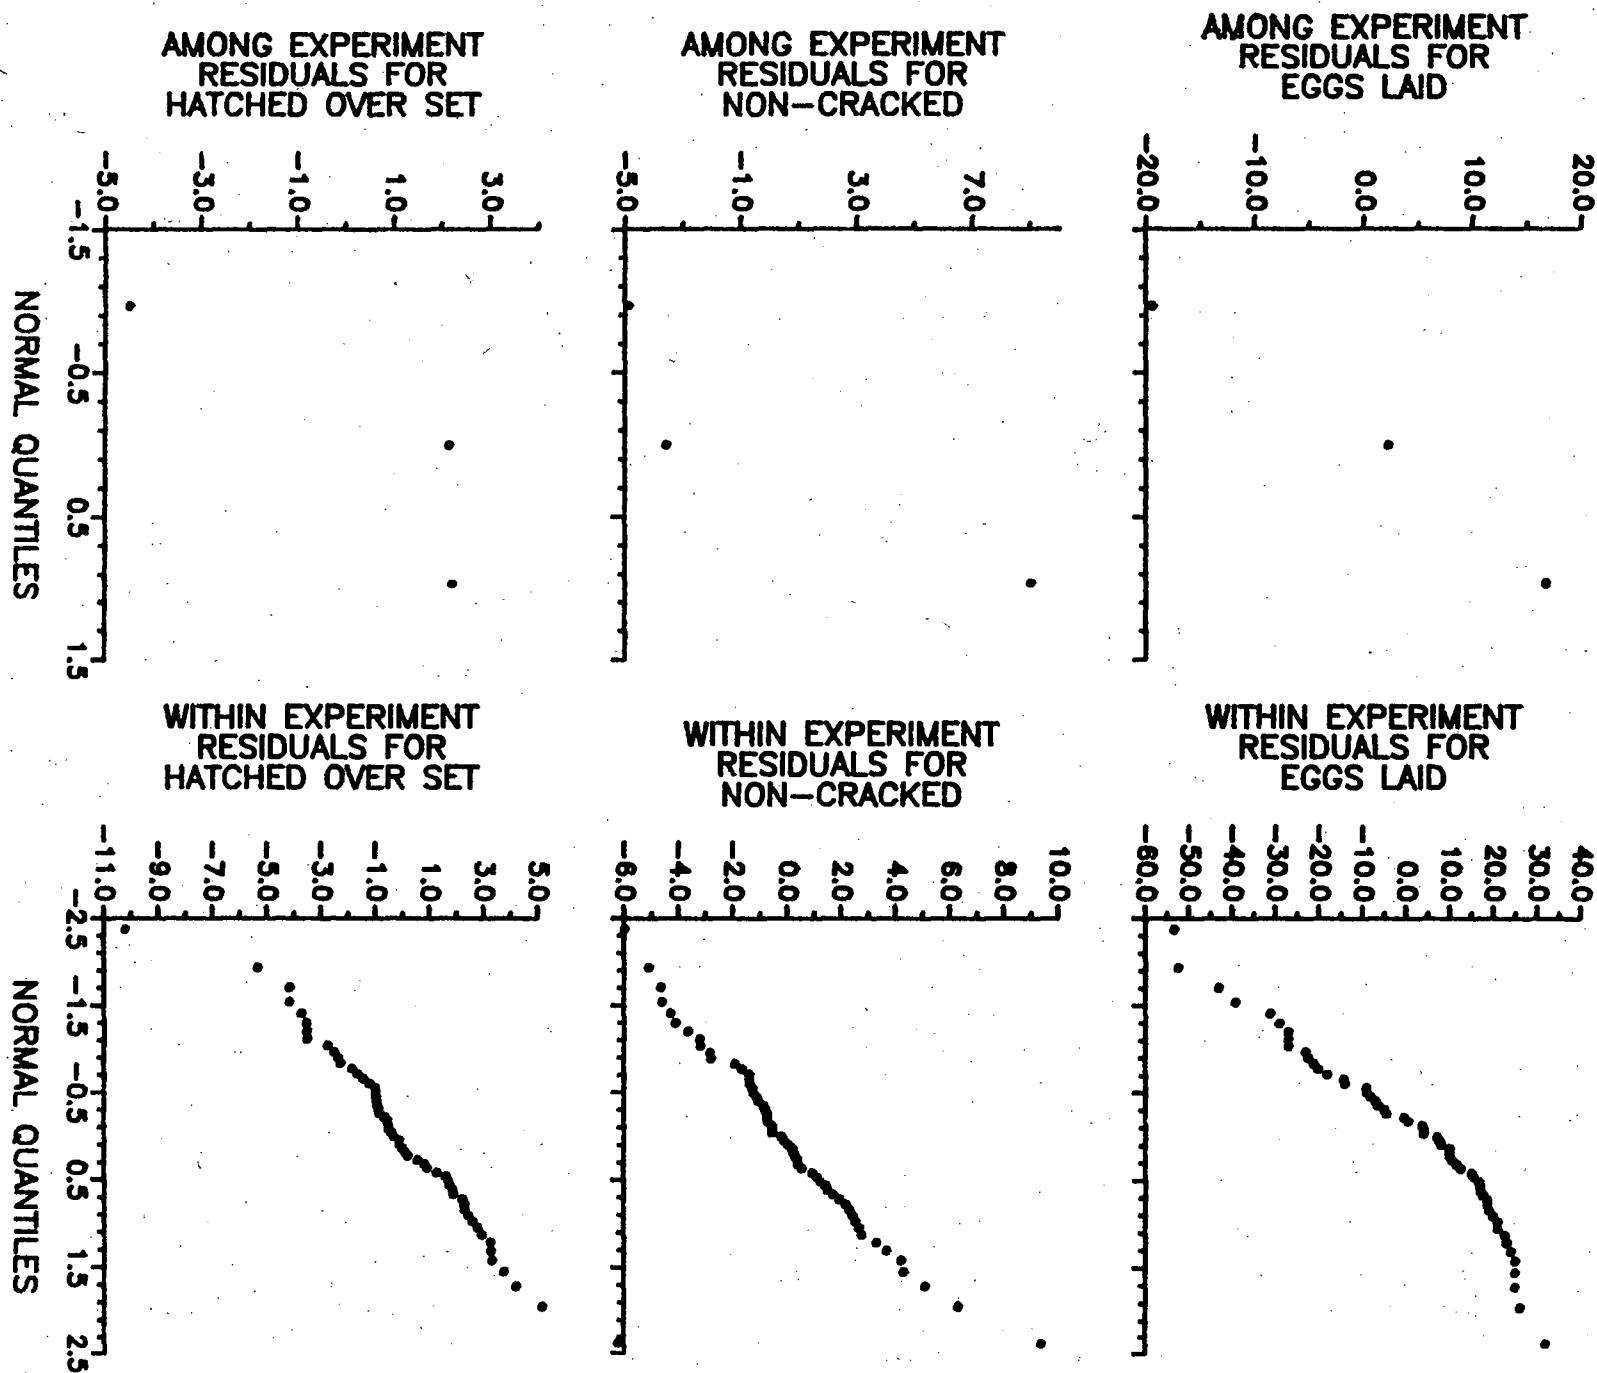 AMONG EXPERIMENT
RESIDUALS FOR
HATCHED OVER SET
AMONG EXPERIMENT
RESIDUALS FOR
NON-CRACKED
AMONG EXPERIMENT
RESIDUALS FOR
EGGS LAID
-5.0 -3.0 -1.0 1.0 3.0
-5.0 -1.0 3.0 7.0
-20.0 -10.0 0.0 10.0 20.0
-1.5 -0.5 0.5 1.5
NORMAL QUANTILES
WITHIN EXPERIMENT
RESIDUALS FOR
HATCHED OVER SET
WITHIN EXPERIMENT
RESIDUALS FOR
NON-CRACKED
WITHIN EXPERIMENT
RESIDUALS FOR
EGGS LAID
-11.0 -9.0 -7.0 -5.0 -3.0 -1.0 1.0 3.0 5.0
-6.0 -4.0 -2.0 0.0 2.0 4.0 6.0 8.0 10.0
-60.0 -50.0 -40.0 -30.0 -20.0 -10.0 0.0 10.0 20.0 30.0 40.0
-2.5 -1.5 -0.5 0.5 1.5 2.5
NORMAL QUANTILES